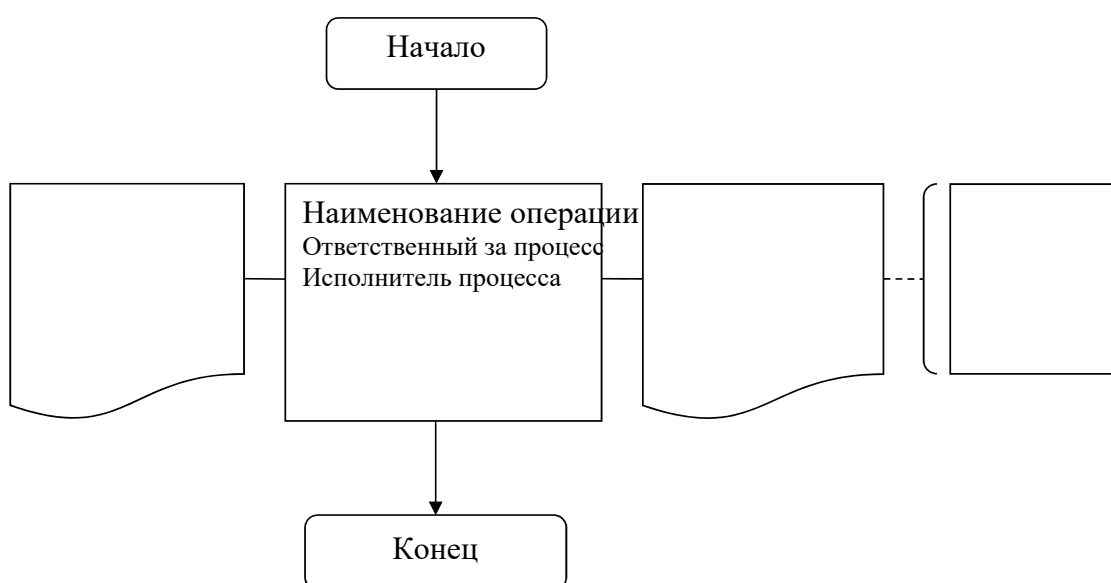 Начало
Наименование операции
Ответственный за процесс
Исполнитель процесса
Конец